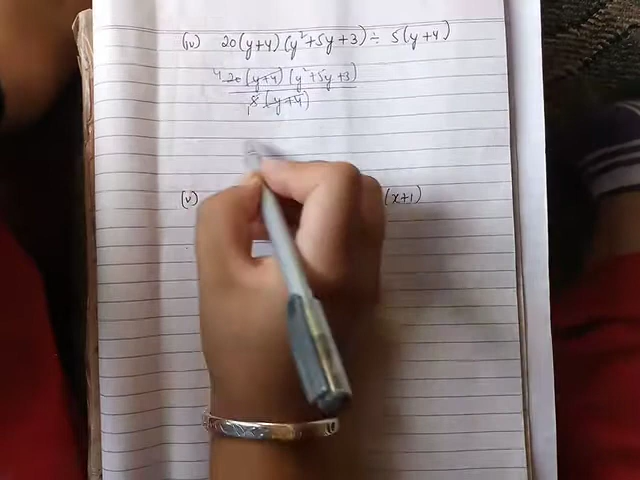 (iv) 20(y+4)(y²+5y+3) ÷ 5(y+4)
4 20 (y+4) (y²+5y+3)
1 5 (y+4)
=
(v) (x+1)